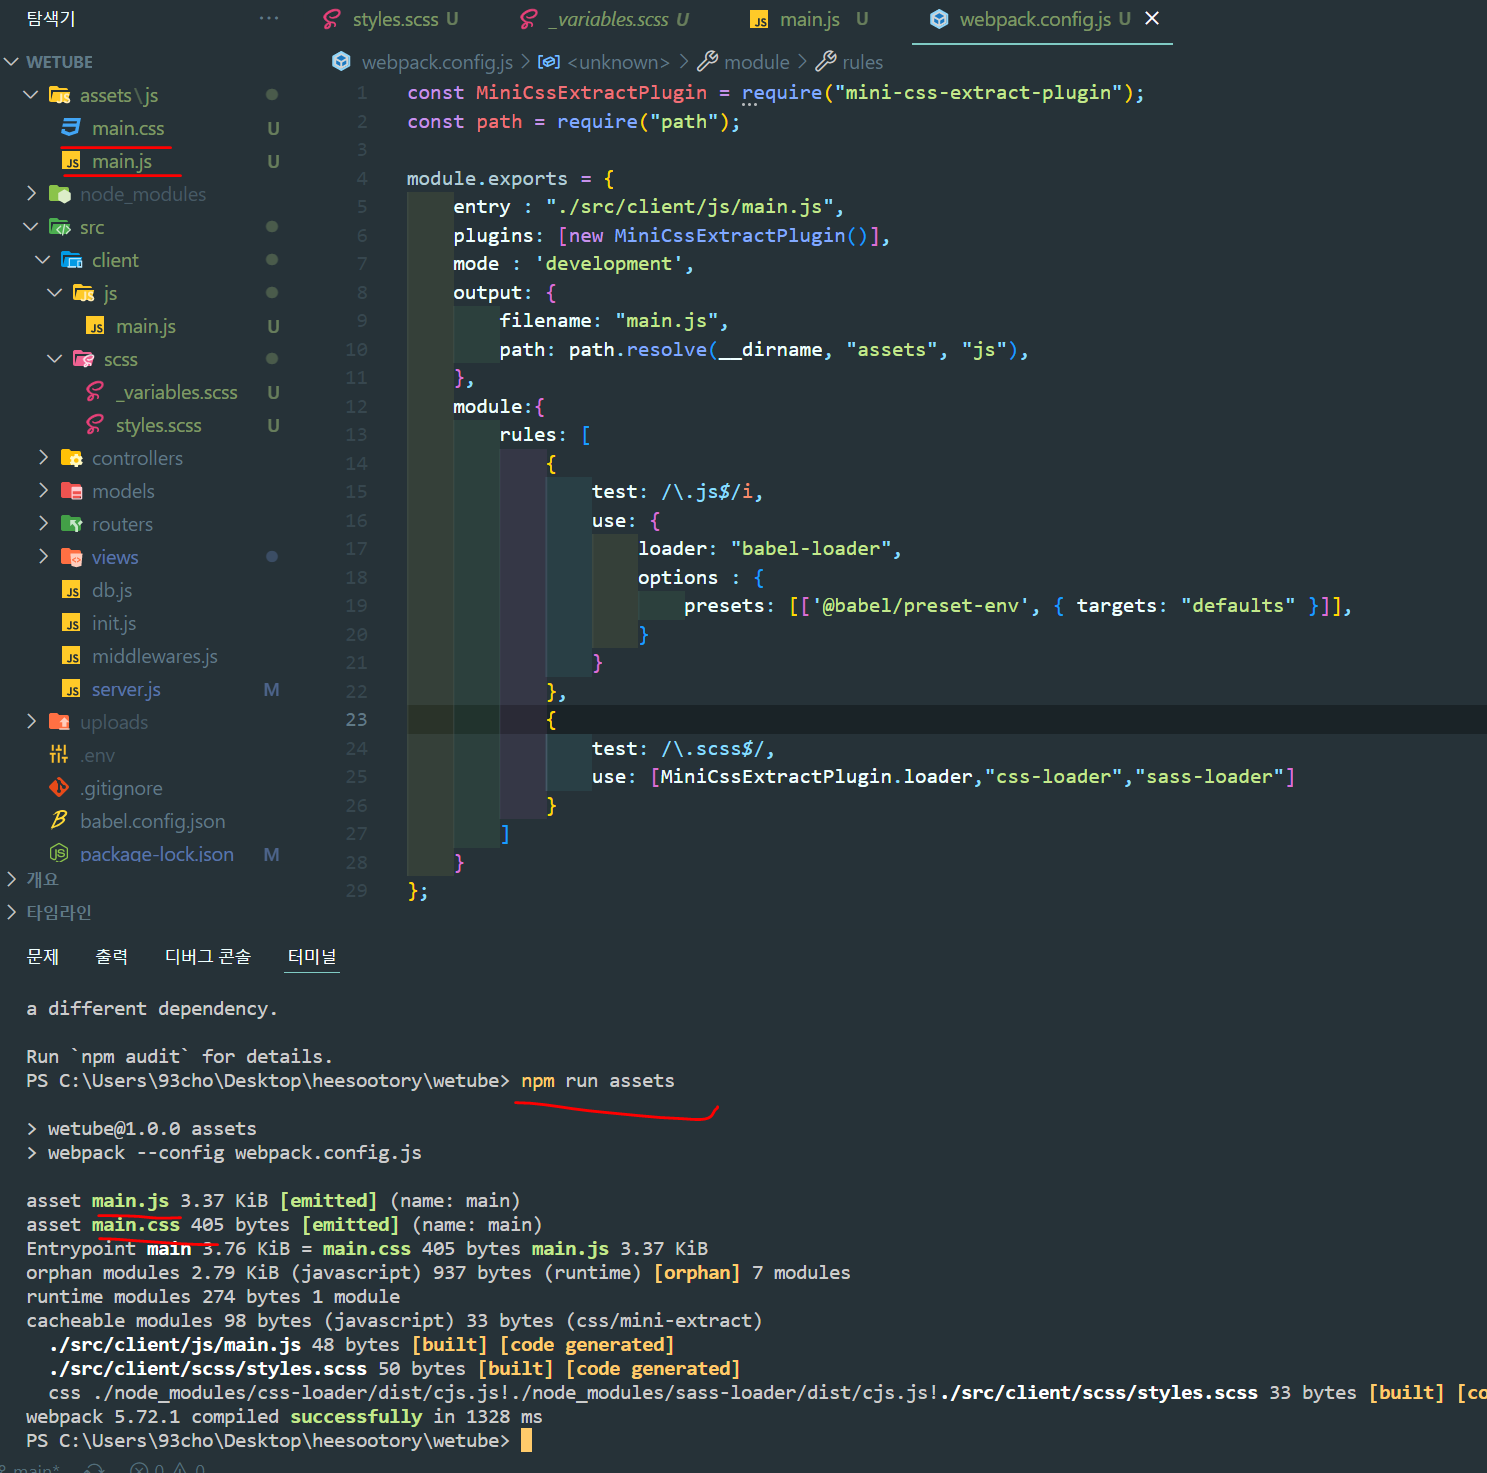 탐색기 ···
WETUBE
assets\js
main.css U
main.js U
node_modules
src
client
js
main.js U
scss
_variables.scss U
styles.scss U
controllers
models
routers
views
db.js
init.js
middlewares.js
server.js M
uploads
.env
.gitignore
babel.config.json
package-lock.json M
개요
타임라인
styles.scss U _variables.scss U main.js U webpack.config.js U
webpack.config.js > <unknown> > module > rules
1 const MiniCssExtractPlugin = require("mini-css-extract-plugin");
2 const path = require("path");
3
4 module.exports = {
5 entry : "./src/client/js/main.js",
6 plugins: [new MiniCssExtractPlugin()],
7 mode : 'development',
8 output: {
9 filename: "main.js",
10 path: path.resolve(__dirname, "assets", "js"),
11 },
12 module:{
13 rules: [
14 {
15 test: /\.js$/i,
16 use: {
17 loader: "babel-loader",
18 options : {
19 presets: [['@babel/preset-env', { targets: "defaults" }]],
20 }
21 }
22 },
23 {
24 test: /\.scss$/,
25 use: [MiniCssExtractPlugin.loader,"css-loader","sass-loader"]
26 }
27 ]
28 }
29 };
문제 출력 디버그 콘솔 터미널
a different dependency.
Run `npm audit` for details.
PS C:\Users\93cho\Desktop\heesootory\wetube> npm run assets
> wetube@1.0.0 assets
> webpack --config webpack.config.js
asset main.js 3.37 KiB [emitted] (name: main)
asset main.css 405 bytes [emitted] (name: main)
Entrypoint main 3.76 KiB = main.css 405 bytes main.js 3.37 KiB
orphan modules 2.79 KiB (javascript) 937 bytes (runtime) [orphan] 7 modules
runtime modules 274 bytes 1 module
cacheable modules 98 bytes (javascript) 33 bytes (css/mini-extract)
./src/client/js/main.js 48 bytes [built] [code generated]
./src/client/scss/styles.scss 50 bytes [built] [code generated]
css ./node_modules/css-loader/dist/cjs.js!./node_modules/sass-loader/dist/cjs.js!./src/client/scss/styles.scss 33 bytes [built] [co
webpack 5.72.1 compiled successfully in 1328 ms
PS C:\Users\93cho\Desktop\heesootory\wetube>
main* 0 0